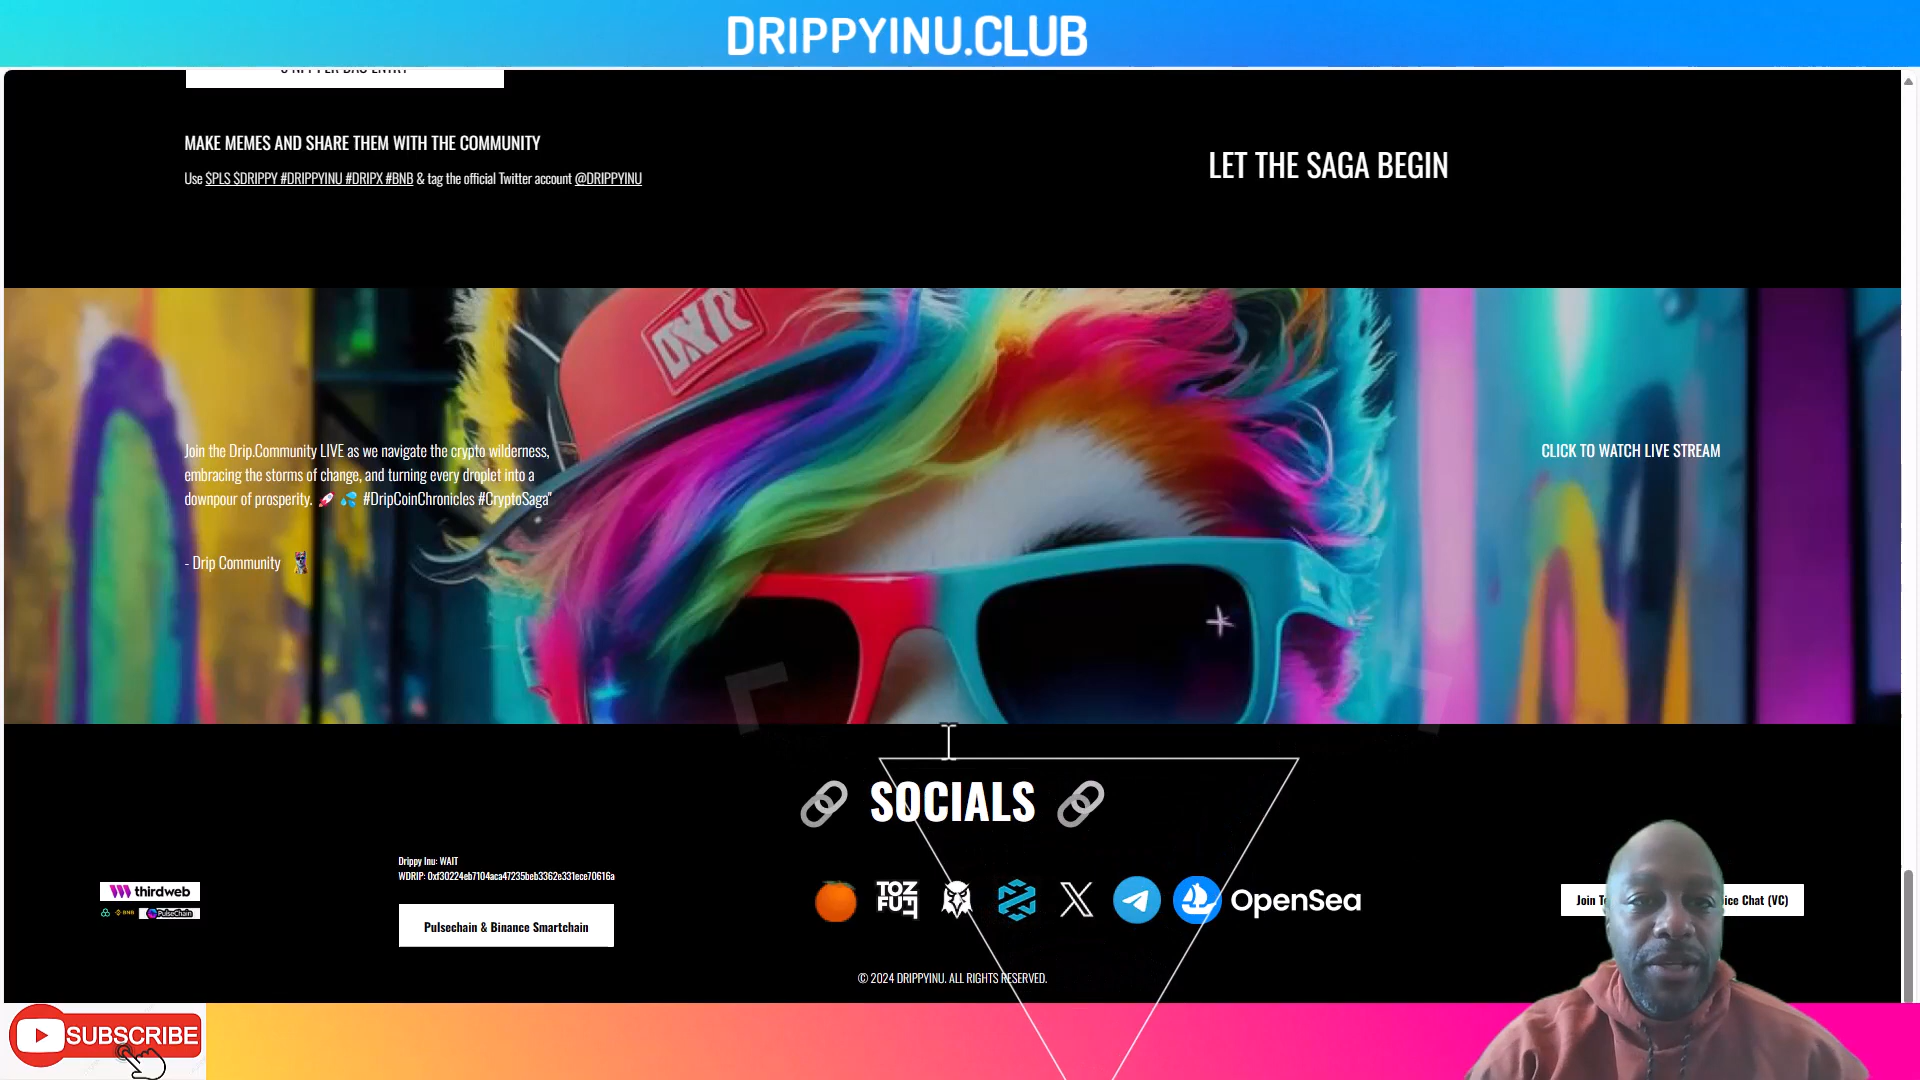 DRIPPYINU.CLUB
MAKE MEMES AND SHARE THEM WITH THE COMMUNITY
Use $PLS $DRIPPY #DRIPPYINU #DRIPX #BNB & tag the official Twitter account @DRIPPYINU
LET THE SAGA BEGIN
Join the Drip.Community LIVE as we navigate the crypto wilderness,
embracing the storms of change, and turning every droplet into a
downpour of prosperity. 🚀 💦 #DripCoinChronicles #CryptoSaga"
- Drip Community
CLICK TO WATCH LIVE STREAM
SOCIALS
Drippy Inu: WAIT
WDRIP: 0xf30224eb7104aca47235beb3362e331ece70616a
thirdweb
BNB PulseChain
Pulsechain & Binance Smartchain
OpenSea
Join
Chat (VC)
© 2024 DRIPPYINU. ALL RIGHTS RESERVED.
SUBSCRIBE